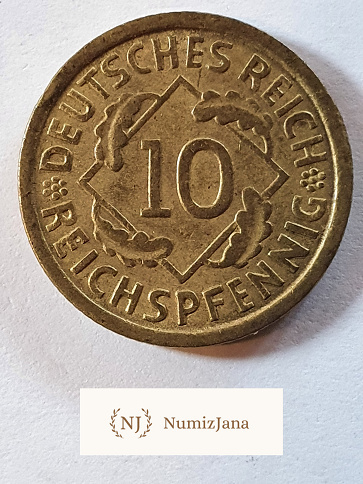 DEUTSCHES REICH
10
REICHSPFENNIG
NJ NumizJana